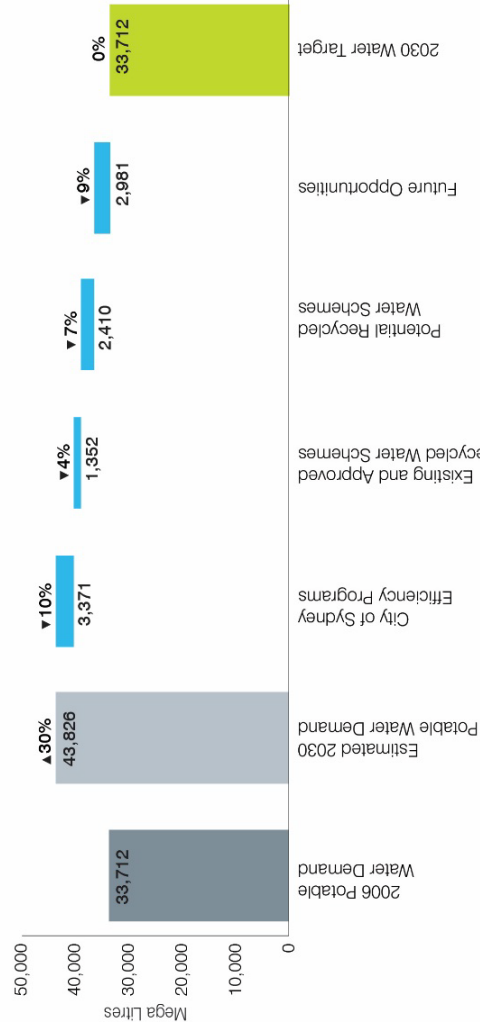 Mega Litres
50,000
40,000
30,000
20,000
10,000
0
33,712
2006 Potable
Water Demand
▲30%
43,826
Estimated 2030
Potable Water Demand
▼10%
3,371
City of Sydney
Efficiency Programs
▼4%
1,352
Existing and Approved
Water Schemes
▼7%
2,410
Potential Recycled
Water Schemes
▼9%
2,981
Future Opportunities
0%
33,712
2030 Water Target